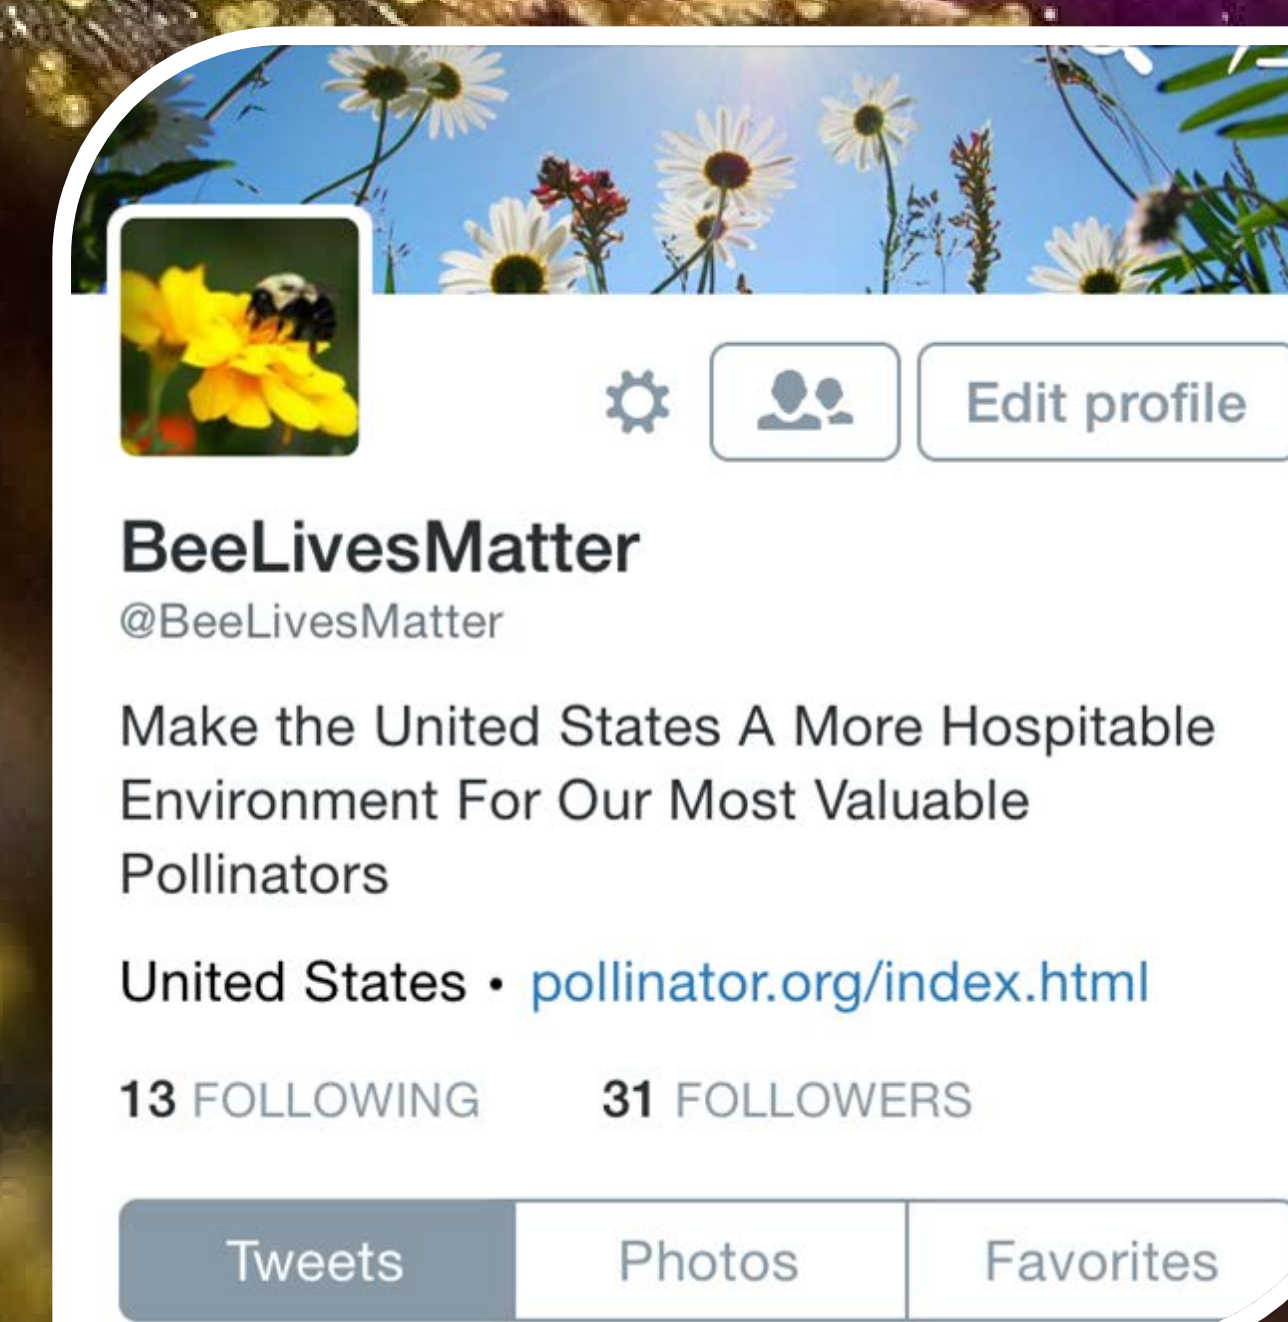 Edit profile
BeeLivesMatter
@BeeLivesMatter
Make the United States A More Hospitable
Environment For Our Most Valuable
Pollinators
United States • pollinator.org/index.html
13 FOLLOWING 31 FOLLOWERS
Tweets Photos Favorites